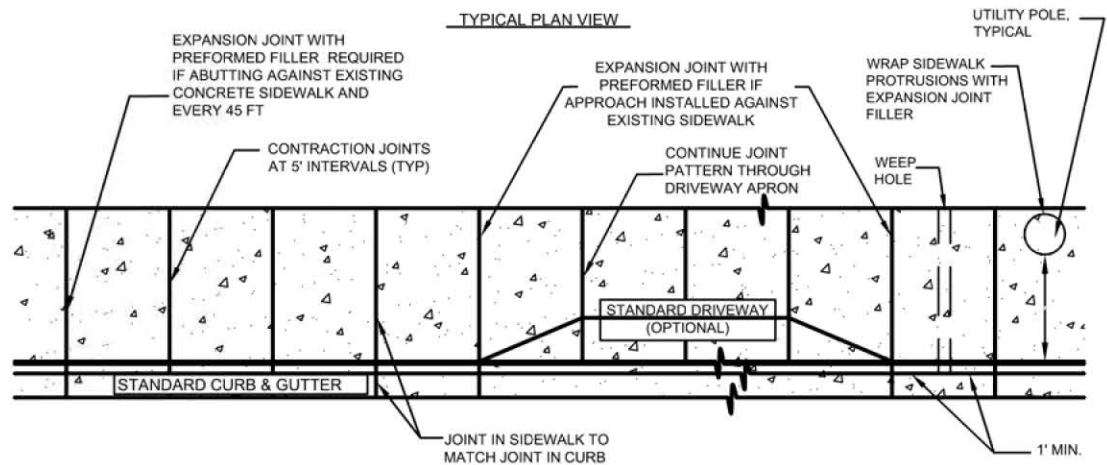 TYPICAL PLAN VIEW
EXPANSION JOINT WITH
PREFORMED FILLER REQUIRED
IF ABUTTING AGAINST EXISTING
CONCRETE SIDEWALK AND
EVERY 45 FT
CONTRACTION JOINTS
AT 5' INTERVALS (TYP)
EXPANSION JOINT WITH
PREFORMED FILLER IF
APPROACH INSTALLED AGAINST
EXISTING SIDEWALK
CONTINUE JOINT
PATTERN THROUGH
DRIVEWAY APRON
UTILITY POLE,
TYPICAL
WRAP SIDEWALK
PROTRUSIONS WITH
EXPANSION JOINT
FILLER
WEEP
HOLE
STANDARD DRIVEWAY
(OPTIONAL)
STANDARD CURB & GUTTER
JOINT IN SIDEWALK TO
MATCH JOINT IN CURB
1' MIN.